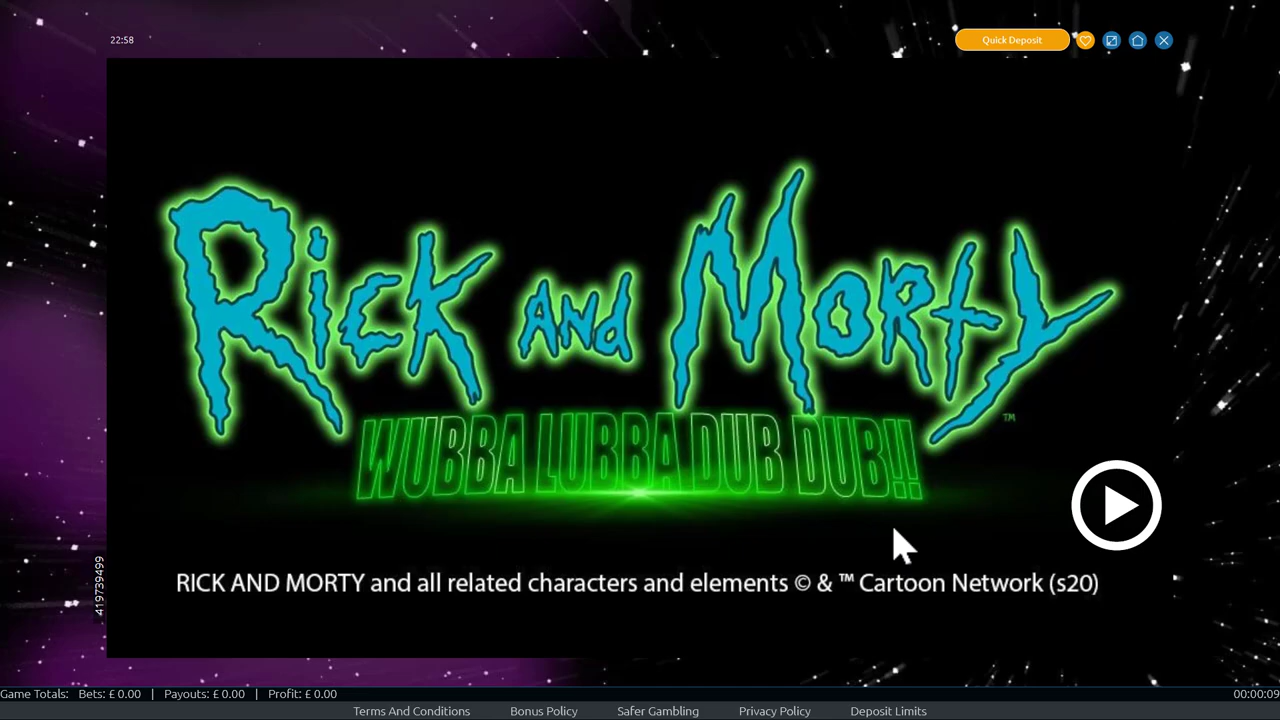 22:58
Quick Deposit
RICK AND MORTY
™
WUBBA LUBBA DUB DUB!!
RICK AND MORTY and all related characters and elements © & ™ Cartoon Network (s20)
419739499
Game Totals: Bets: £ 0.00 | Payouts: £ 0.00 | Profit: £ 0.00
00:00:09
Terms And Conditions Bonus Policy Safer Gambling Privacy Policy Deposit Limits